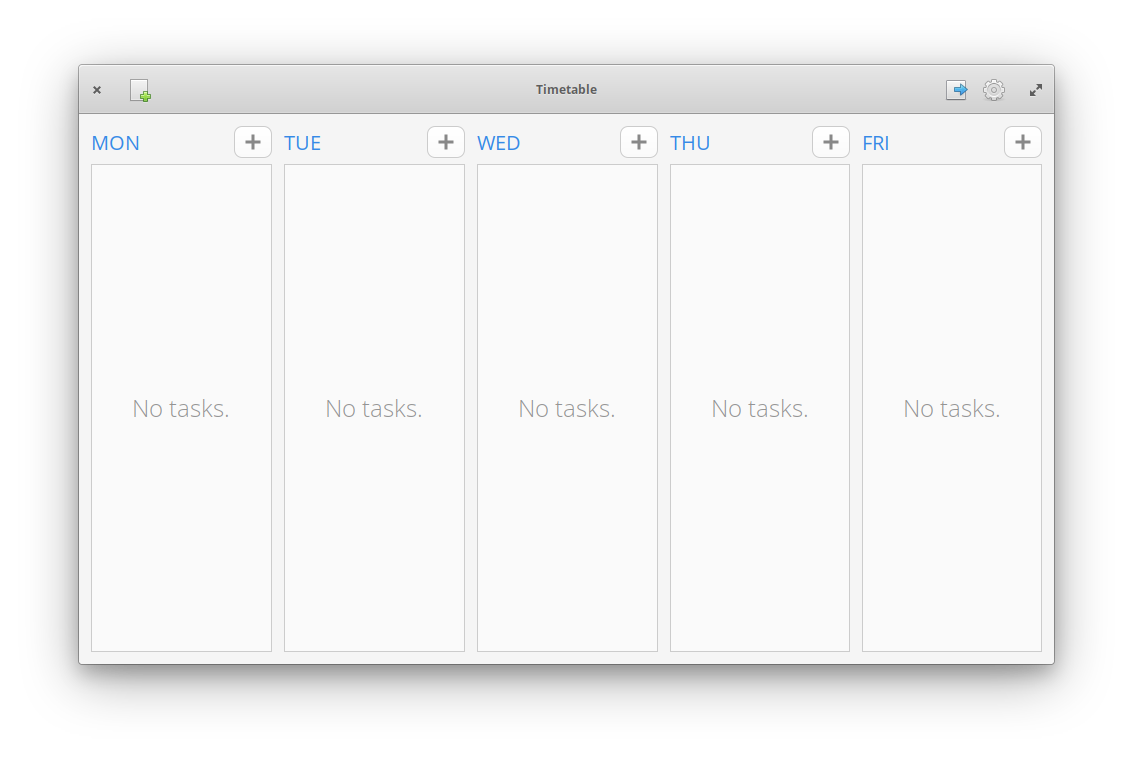 Timetable
MON
TUE
WED
THU
FRI
No tasks.
No tasks.
No tasks.
No tasks.
No tasks.